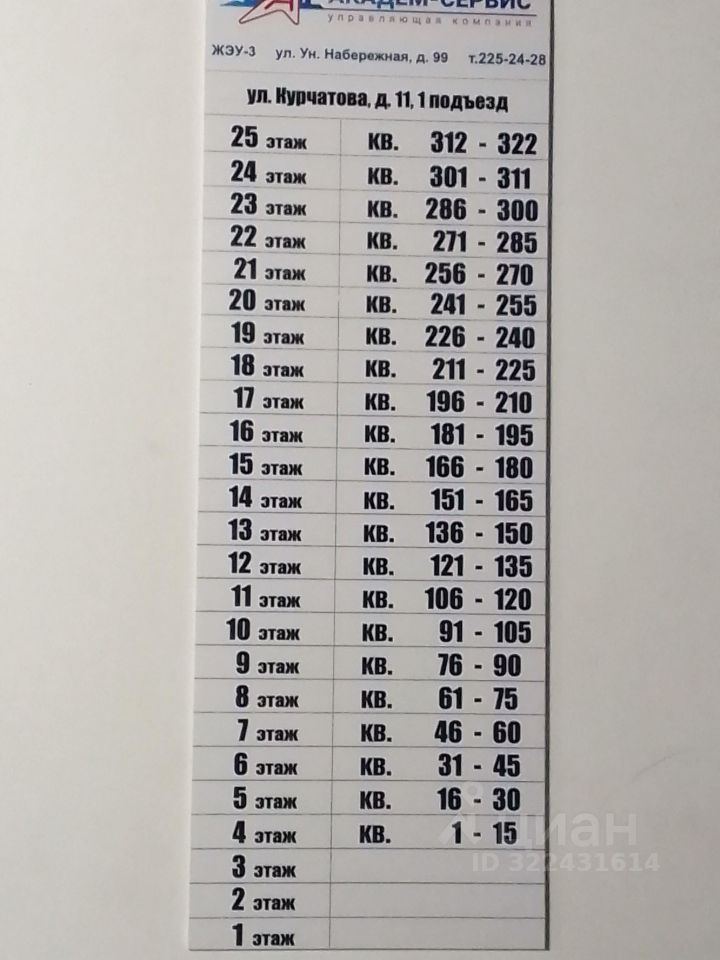 АКАДЕМ-СЕРВИС
управляющая компания
ЖЭУ-3 ул. Ун. Набережная, д. 99 т.225-24-28
ул. Курчатова, д. 11, 1 подъезд
25 этаж КВ. 312 - 322
24 этаж КВ. 301 - 311
23 этаж КВ. 286 - 300
22 этаж КВ. 271 - 285
21 этаж КВ. 256 - 270
20 этаж КВ. 241 - 255
19 этаж КВ. 226 - 240
18 этаж КВ. 211 - 225
17 этаж КВ. 196 - 210
16 этаж КВ. 181 - 195
15 этаж КВ. 166 - 180
14 этаж КВ. 151 - 165
13 этаж КВ. 136 - 150
12 этаж КВ. 121 - 135
11 этаж КВ. 106 - 120
10 этаж КВ. 91 - 105
9 этаж КВ. 76 - 90
8 этаж КВ. 61 - 75
7 этаж КВ. 46 - 60
6 этаж КВ. 31 - 45
5 этаж КВ. 16 - 30
4 этаж КВ. 1 - 15
3 этаж
2 этаж
1 этаж
циан
ID 322431614